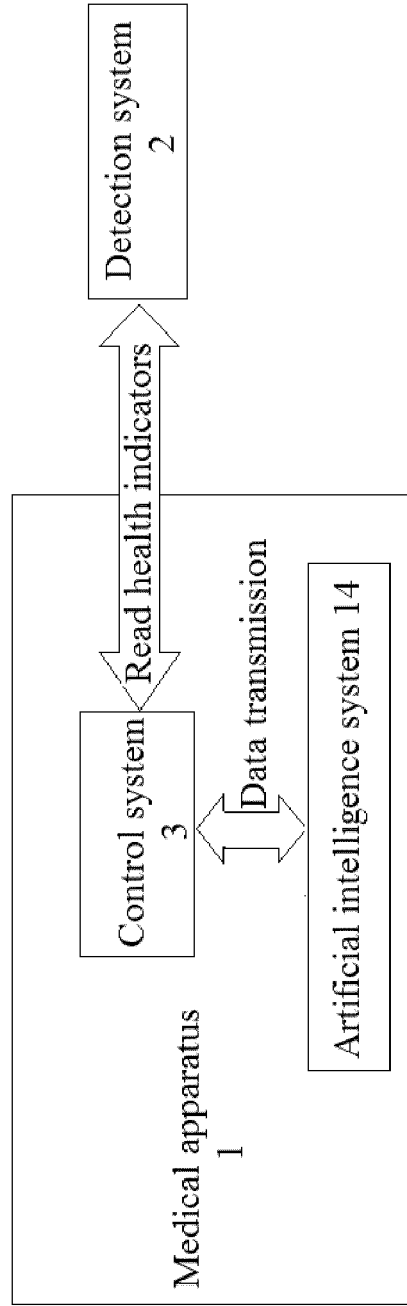 Medical apparatus
1
Control system
3
Read health indicators
Detection system
2
Data transmission
Artificial intelligence system 14